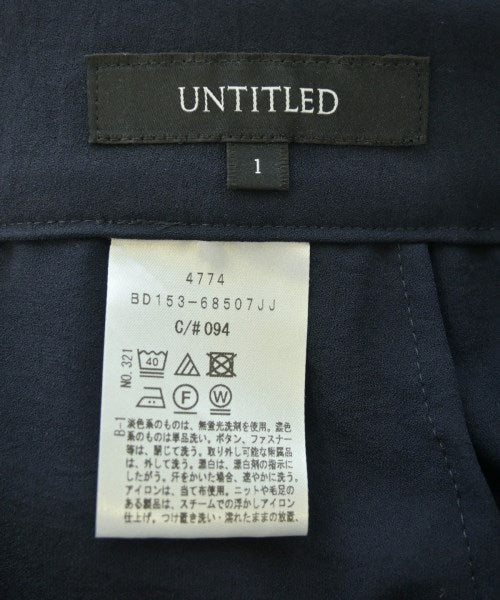 UNTITLED
1
4774
BD153-68507JJ
C/#094
NO.321
40
F W
B-1
淡色系のものは、無蛍光洗剤を使用。濃色
系のものは単品洗い。ボタン、ファスナー
等は、閉じて洗う。取り外し可能な附属品
は、外して洗う。漂白は、漂白剤の指示に
したがう。汗をかいた場合、速やかに洗う。
アイロンは、当て布使用。ニットや毛足の
ある製品は、スチームでの浮かしアイロン
仕上げ。つけ置き洗い・濡れたままの放置、